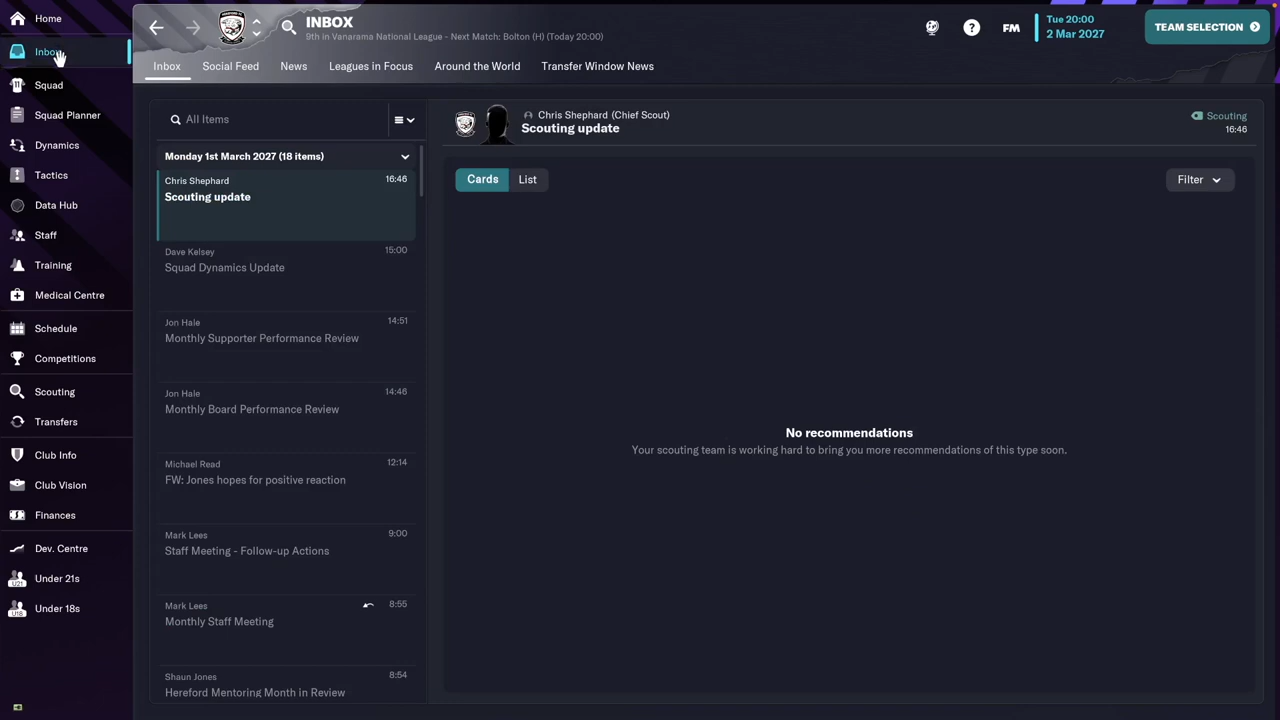 Home
Inbox
Squad
Squad Planner
Dynamics
Tactics
Data Hub
Staff
Training
Medical Centre
Schedule
Competitions
Scouting
Transfers
Club Info
Club Vision
Finances
Dev. Centre
U21
Under 21s
U18
Under 18s
INBOX
9th in Vanarama National League - Next Match: Bolton (H) (Today 20:00)
FM
Tue 20:00
2 Mar 2027
TEAM SELECTION
Inbox
Social Feed
News
Leagues in Focus
Around the World
Transfer Window News
All Items
Monday 1st March 2027 (18 items)
Chris Shephard 16:46
Scouting update
Dave Kelsey 15:00
Squad Dynamics Update
Jon Hale 14:51
Monthly Supporter Performance Review
Jon Hale 14:46
Monthly Board Performance Review
Michael Read 12:14
FW: Jones hopes for positive reaction
Mark Lees 9:00
Staff Meeting - Follow-up Actions
Mark Lees 8:55
Monthly Staff Meeting
Shaun Jones 8:54
Hereford Mentoring Month in Review
Chris Shephard (Chief Scout)
Scouting update
Scouting
16:46
Cards
List
Filter
No recommendations
Your scouting team is working hard to bring you more recommendations of this type soon.